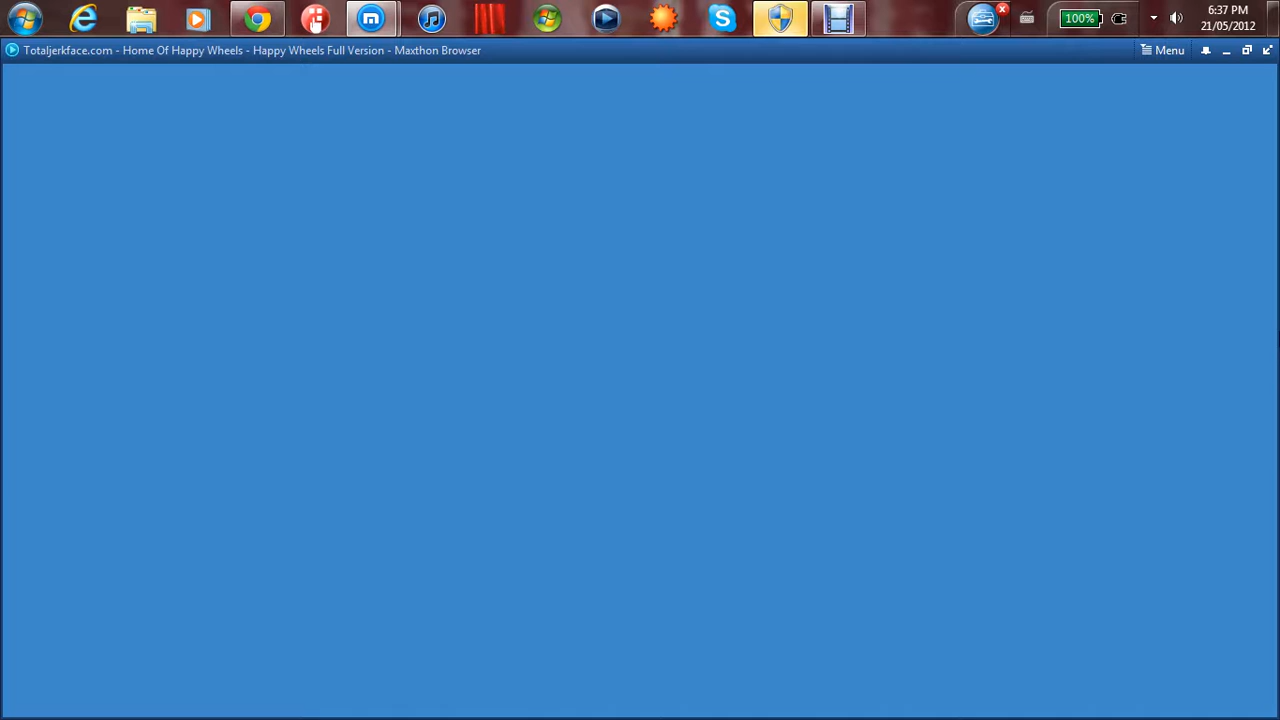 100%
6:37 PM
21/05/2012
Totaljerkface.com - Home Of Happy Wheels - Happy Wheels Full Version - Maxthon Browser
Menu